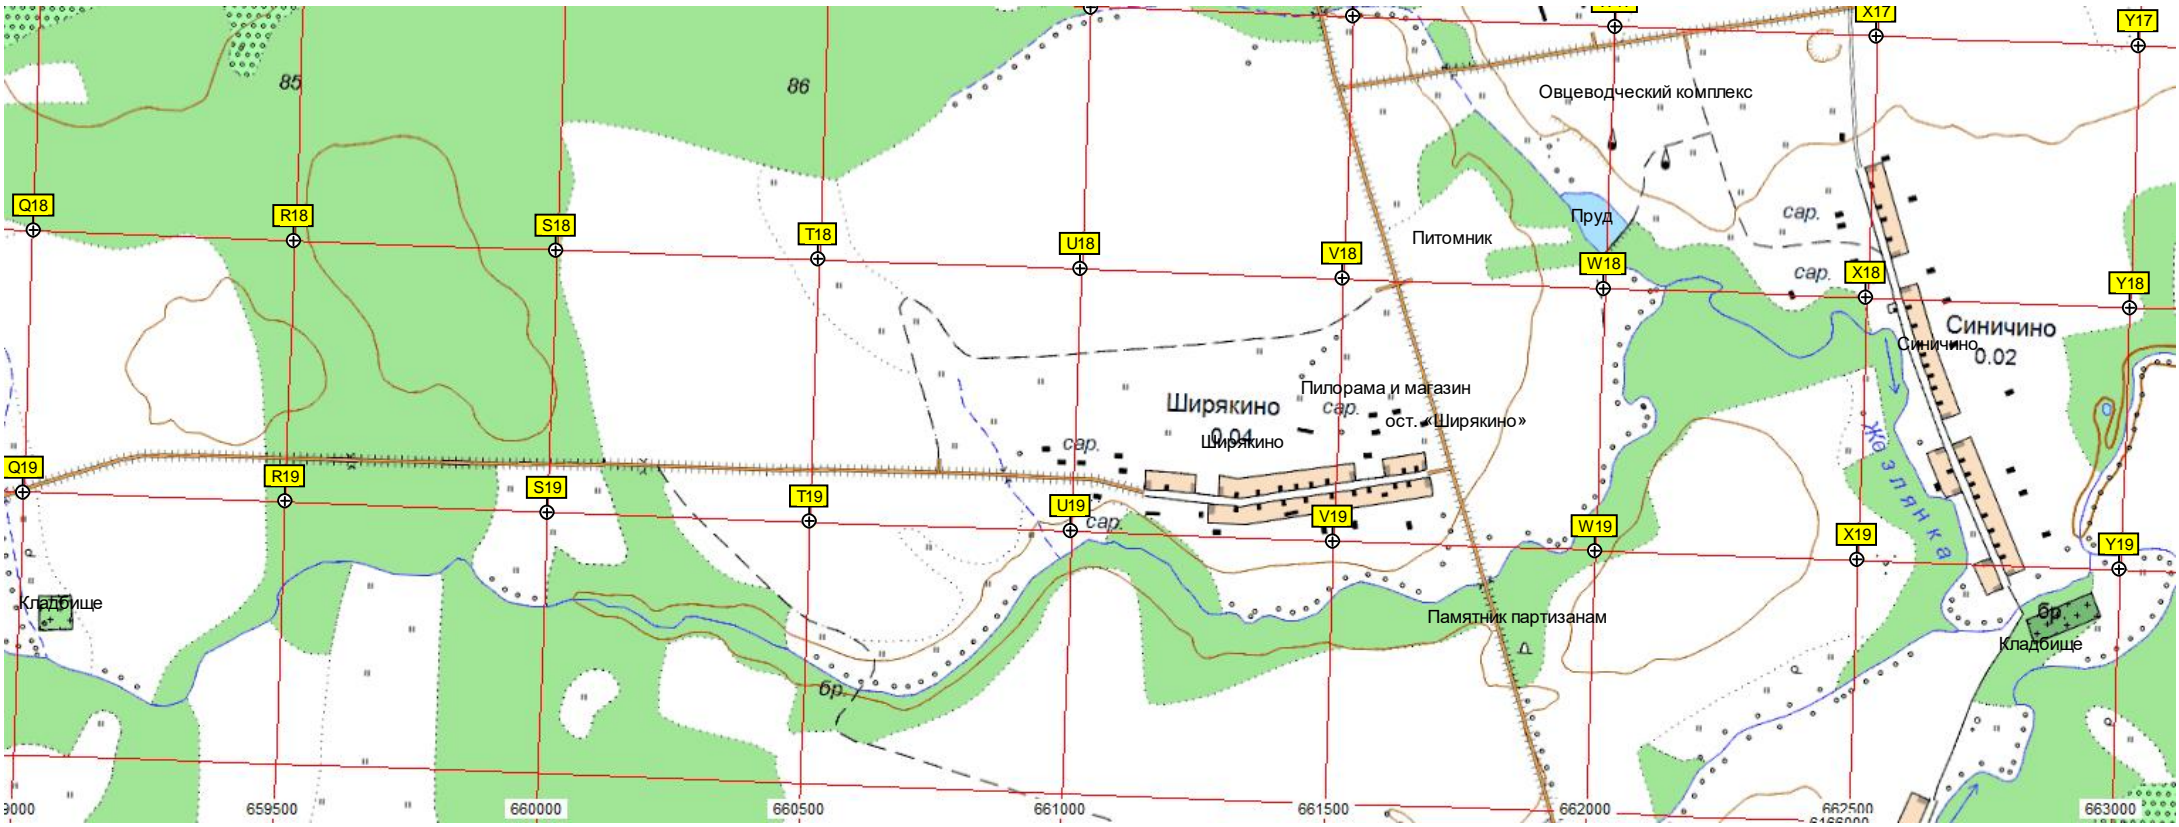 X17
Y17
85
86
Овцеводческий комплекс
Q18
R18
S18
T18
U18
V18
W18
X18
Y18
Пруд
сар.
Питомник
сар.
Синичино
0.02
Синичино
Пилорама и магазин
Ширякино
0.04
сар.
ост. «Ширякино»
Ширякино
сар.
Q19
R19
S19
T19
U19
V19
W19
X19
Y19
сар.
Жезлянка
Кладбище
Памятник партизанам
бр.
Кладбище
бр.
9000
659500
660000
660500
661000
661500
662000
662500
663000
6166000